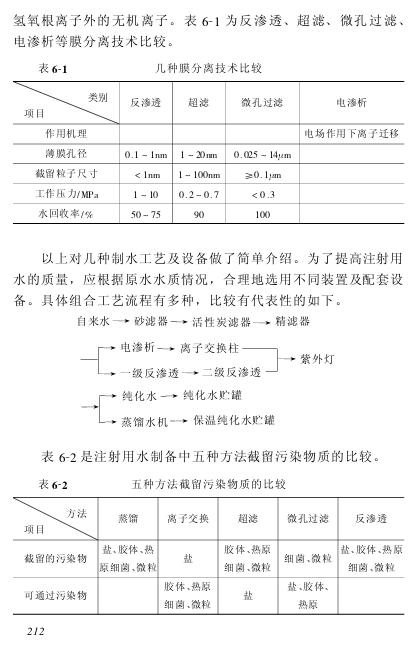 氢氧根离子外的无机离子。表 6-1 为反渗透、超滤、微孔过滤、
电渗析等膜分离技术比较。
表 6-1 几种膜分离技术比较
类别
项目 反渗透 超滤 微孔过滤 电渗析
作用机理 电场作用下离子迁移
薄膜孔径 0.1～1nm 1～20nm 0.025～14μm
截留粒子尺寸 ＜1nm 1～100nm ≥0.1μm
工作压力/MPa 1～10 0.2～0.7 ＜0.3
水回收率/% 50～75 90 100
以上对几种制水工艺及设备做了简单介绍。为了提高注射用
水的质量，应根据原水水质情况，合理地选用不同装置及配套设
备。具体组合工艺流程有多种，比较有代表性的如下。
自来水→砂滤器→活性炭滤器→精滤器
电渗析→离子交换柱
紫外灯
一级反渗透→二级反渗透
纯化水→纯化水贮罐
蒸馏水机→保温纯化水贮罐
表 6-2 是注射用水制备中五种方法截留污染物质的比较。
表 6-2 五种方法截留污染物质的比较
方法
项目 蒸馏 离子交换 超滤 微孔过滤 反渗透
截留的污染物 盐、胶体、热原细菌、微粒 盐 胶体、热原细菌、微粒 细菌、微粒 盐、胶体、热原细菌、微粒
可通过污染物 胶体、热原细菌、微粒 盐 盐、胶体、热原
212